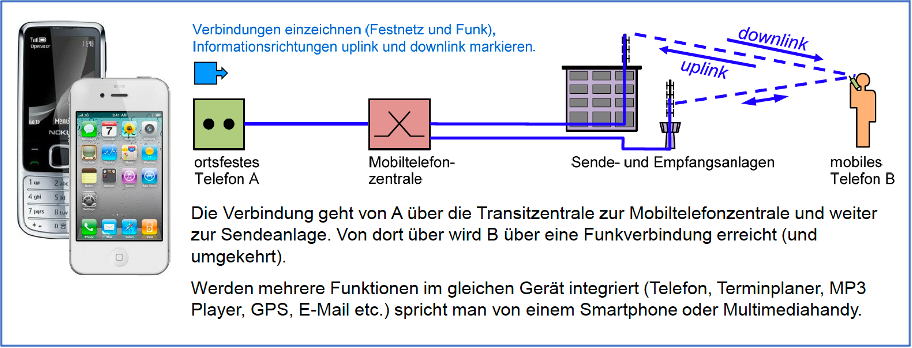 Verbindungen einzeichnen (Festnetz und Funk),
Informationsrichtungen uplink und downlink markieren.
downlink
uplink
ortsfestes
Telefon A
Mobiltelefon-
zentrale
Sende- und Empfangsanlagen
mobiles
Telefon B
NOKIA
Die Verbindung geht von A über die Transitzentrale zur Mobiltelefonzentrale und weiter
zur Sendeanlage. Von dort über wird B über eine Funkverbindung erreicht (und
umgekehrt).
Werden mehrere Funktionen im gleichen Gerät integriert (Telefon, Terminplaner, MP3
Player, GPS, E-Mail etc.) spricht man von einem Smartphone oder Multimediahandy.